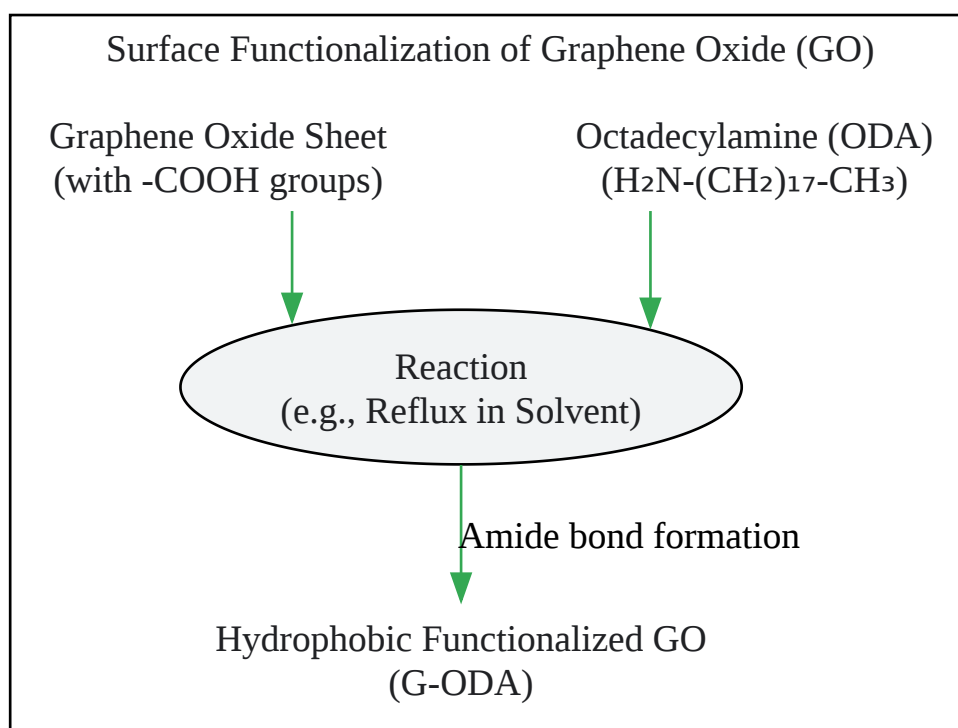 Surface Functionalization of Graphene Oxide (GO)
Graphene Oxide Sheet
(with -COOH groups)
Octadecylamine (ODA)
(H₂N-(CH₂)₁₇-CH₃)
Reaction
(e.g., Reflux in Solvent)
Amide bond formation
Hydrophobic Functionalized GO
(G-ODA)